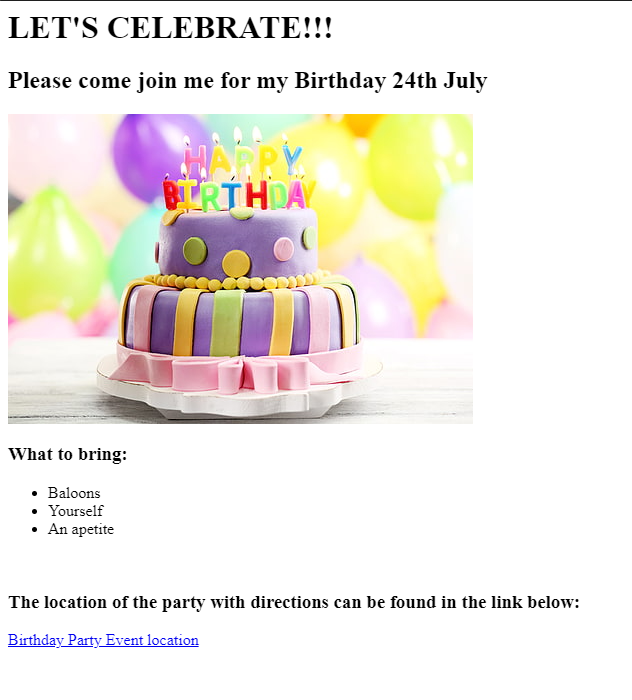 LET'S CELEBRATE!!!
Please come join me for my Birthday 24th July
HAPPY
BIRTHDAY
What to bring:
Baloons
Yourself
An apetite
The location of the party with directions can be found in the link below:
Birthday Party Event location